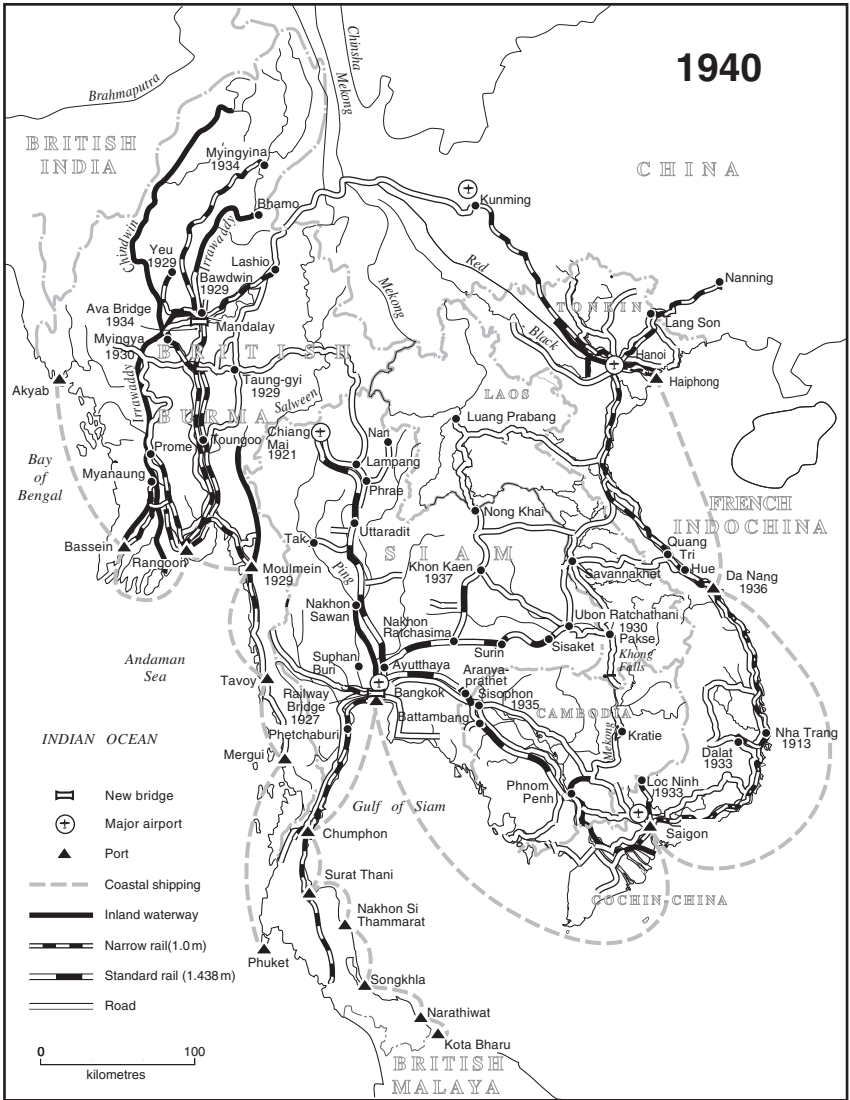 1940
Brahmaputra
Chinsha
Mekong
BRITISH
INDIA
CHINA
Myingyina
1934
Kunming
Bhamo
Chindwin
Irrawaddy
Yeu
1929
Lashio
Bawdwin
1929
Red
Mekong
Nanning
TONKIN
Ava Bridge
1934
Mandalay
Lang Son
Black
Myingya
1930
BRITISH
BURMA
Hanoi
Haiphong
Akyab
Taung-gyi
1929
Irrawaddy
Salween
LAOS
Luang Prabang
Chiang
Mai
1921
Nan
Prome
Toungoo
Lampang
Phrae
Bay
of
Bengal
Myanaung
Nong Khai
FRENCH
INDOCHINA
Uttaradit
Tak
SIAM
Bassein
Rangoon
Quang
Tri
Hue
Moulmein
1929
Ping
Khon Kaen
1937
Savannakhet
Da Nang
1936
Nakhon
Sawan
Nakhon
Ratchasima
Ubon Ratchathani
1930
Pakse
Surin
Sisaket
Khong
Falls
Andaman
Sea
Suphan
Buri
Ayutthaya
Aranya-
prathet
Tavoy
Railway
Bridge
1927
Bangkok
Sisophon
1935
CAMBODIA
Battambang
Phetchaburi
Mekong
Kratie
Nha Trang
1913
Dalat
1933
INDIAN OCEAN
Mergui
Loc Ninh
1933
Phnom
Penh
New bridge
Gulf of Siam
Major airport
Chumphon
Saigon
Port
Coastal shipping
Surat Thani
COCHIN-CHINA
Inland waterway
Nakhon Si
Thammarat
Narrow rail(1.0m)
Phuket
Standard rail (1.438m)
Songkhla
Road
Narathiwat
Kota Bharu
0 100
kilometres
BRITISH
MALAYA